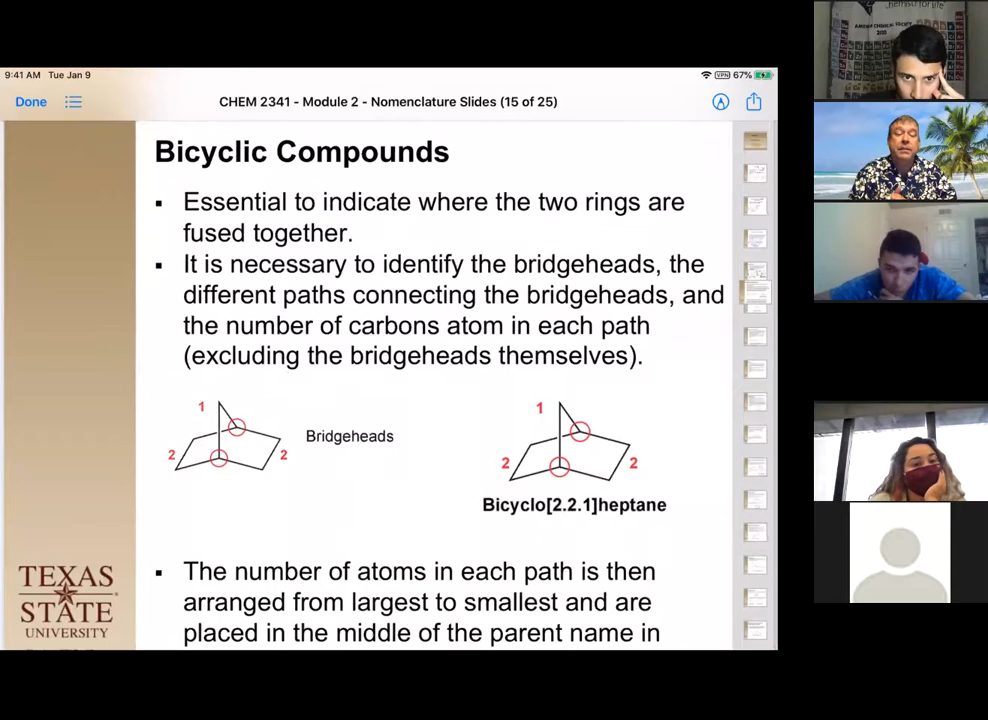 9:41 AM Tue Jan 9
VPN 67%
Done
CHEM 2341 - Module 2 - Nomenclature Slides (15 of 25)
Bicyclic Compounds
▪ Essential to indicate where the two rings are
fused together.
▪ It is necessary to identify the bridgeheads, the
different paths connecting the bridgeheads, and
the number of carbons atom in each path
(excluding the bridgeheads themselves).
1
2
2
Bridgeheads
1
2
2
Bicyclo[2.2.1]heptane
▪ The number of atoms in each path is then
arranged from largest to smallest and are
placed in the middle of the parent name in
TEXAS
STATE
UNIVERSITY